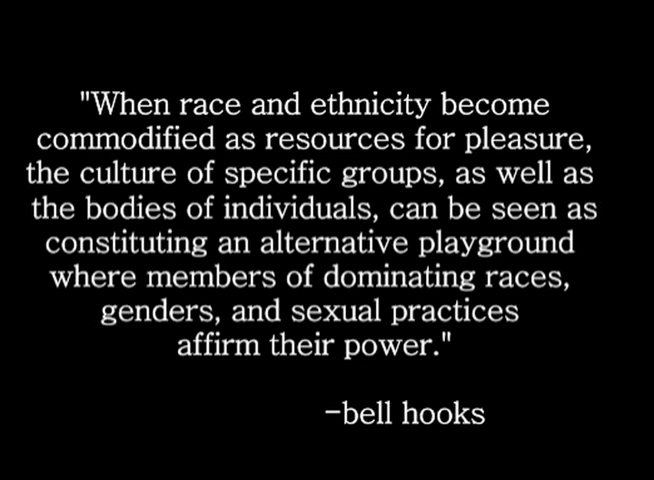 "When race and ethnicity become
commodified as resources for pleasure,
the culture of specific groups, as well as
the bodies of individuals, can be seen as
constituting an alternative playground
where members of dominating races,
genders, and sexual practices
affirm their power."
–bell hooks